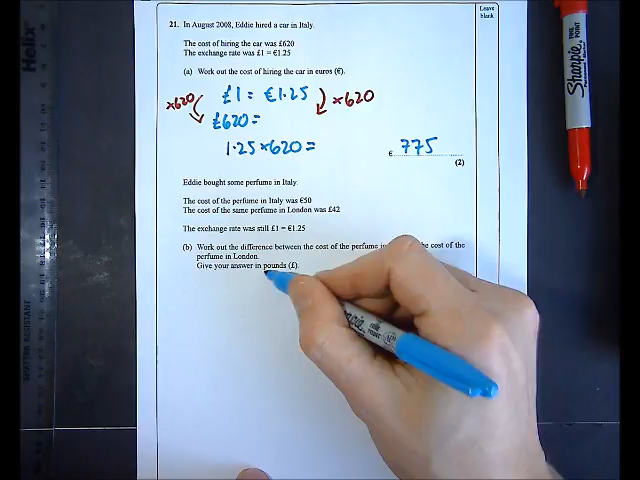 Leave
blank
21. In August 2008, Eddie hired a car in Italy.
The cost of hiring the car was £620
The exchange rate was £1 = €1.25
(a) Work out the cost of hiring the car in euros (€).
×620 £1 = €1.25 ×620
£620 =
1.25 × 620 =
€ 775
(2)
Eddie bought some perfume in Italy.
The cost of the perfume in Italy was €50
The cost of the same perfume in London was £42
The exchange rate was still £1 = €1.25
(b) Work out the difference between the cost of the perfume in the cost of the
perfume in London.
Give your answer in pounds (£).
Helix
SHATTER RESISTANT
Sharpie
FINE
POINT